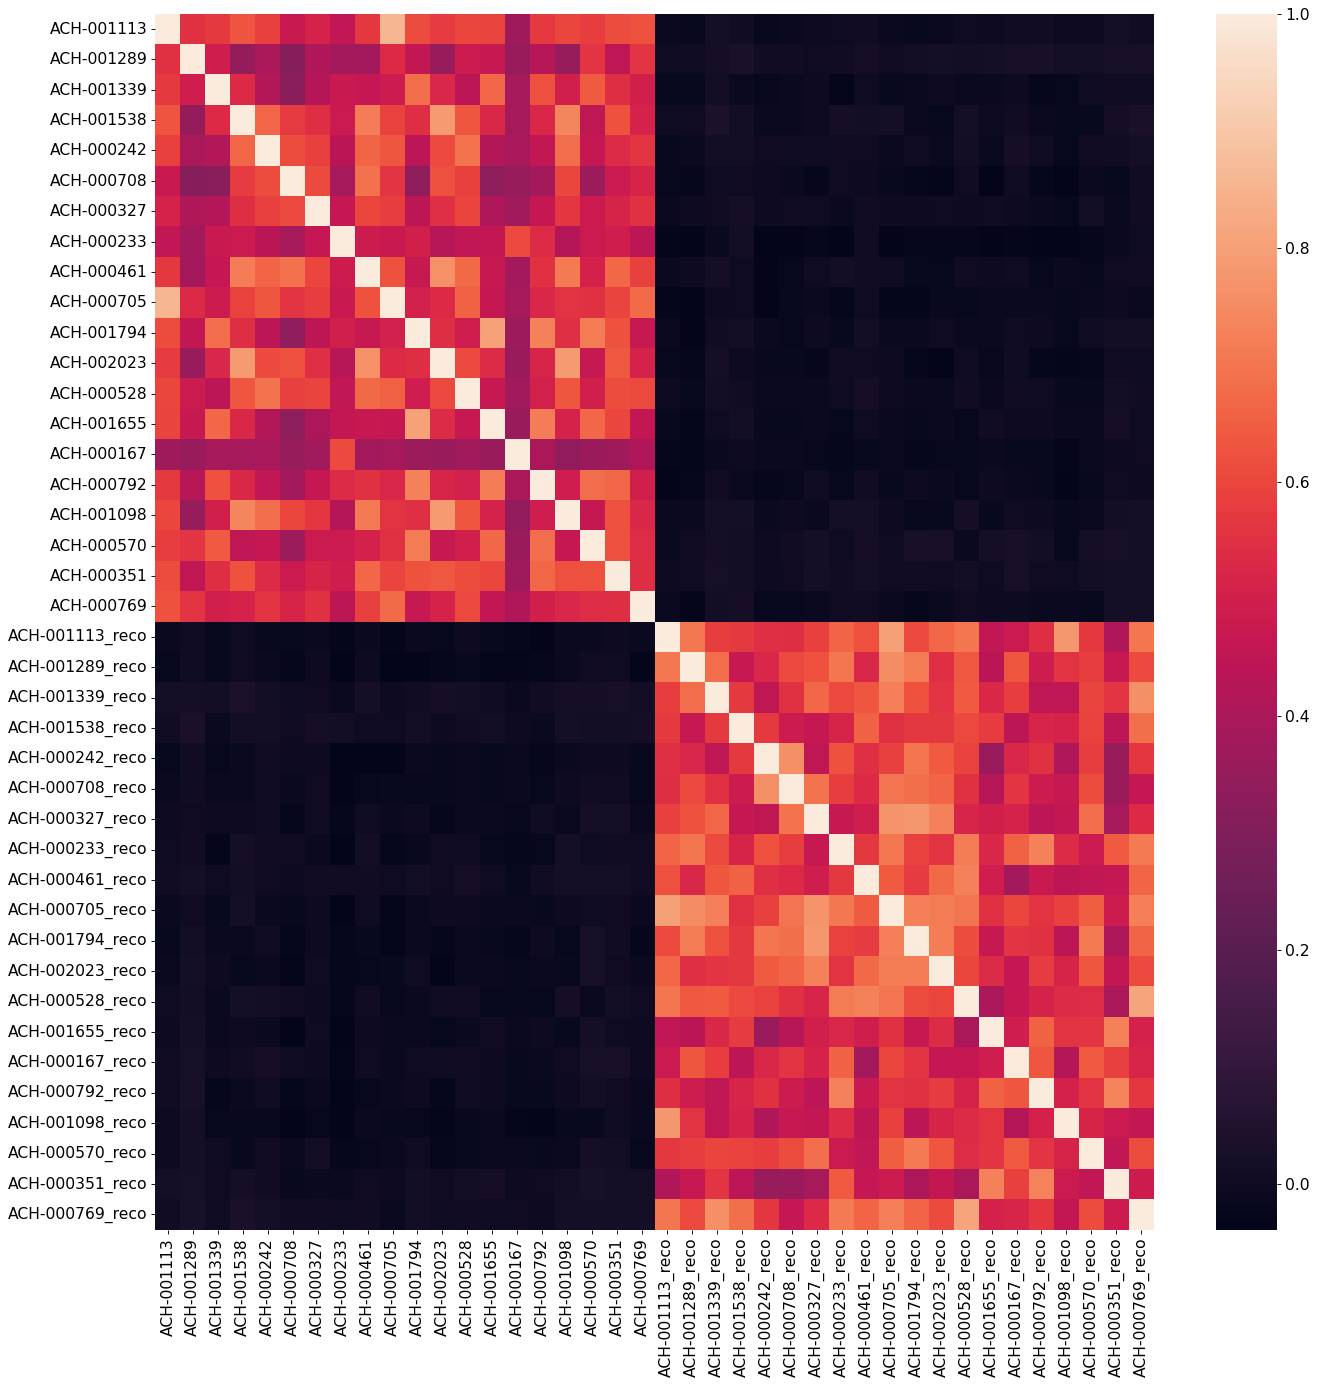 ACH-001113
ACH-001289
ACH-001339
ACH-001538
ACH-000242
ACH-000708
ACH-000327
ACH-000233
ACH-000461
ACH-000705
ACH-001794
ACH-002023
ACH-000528
ACH-001655
ACH-000167
ACH-000792
ACH-001098
ACH-000570
ACH-000351
ACH-000769
ACH-001113_reco
ACH-001289_reco
ACH-001339_reco
ACH-001538_reco
ACH-000242_reco
ACH-000708_reco
ACH-000327_reco
ACH-000233_reco
ACH-000461_reco
ACH-000705_reco
ACH-001794_reco
ACH-002023_reco
ACH-000528_reco
ACH-001655_reco
ACH-000167_reco
ACH-000792_reco
ACH-001098_reco
ACH-000570_reco
ACH-000351_reco
ACH-000769_reco
ACH-001113
ACH-001289
ACH-001339
ACH-001538
ACH-000242
ACH-000708
ACH-000327
ACH-000233
ACH-000461
ACH-000705
ACH-001794
ACH-002023
ACH-000528
ACH-001655
ACH-000167
ACH-000792
ACH-001098
ACH-000570
ACH-000351
ACH-000769
ACH-001113_reco
ACH-001289_reco
ACH-001339_reco
ACH-001538_reco
ACH-000242_reco
ACH-000708_reco
ACH-000327_reco
ACH-000233_reco
ACH-000461_reco
ACH-000705_reco
ACH-001794_reco
ACH-002023_reco
ACH-000528_reco
ACH-001655_reco
ACH-000167_reco
ACH-000792_reco
ACH-001098_reco
ACH-000570_reco
ACH-000351_reco
ACH-000769_reco
1.0
0.8
0.6
0.4
0.2
0.0